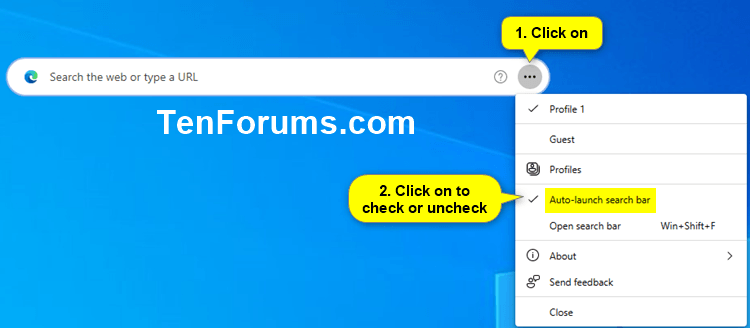 1. Click on
Search the web or type a URL
TenForums.com
Profile 1
Guest
Profiles
2. Click on to
check or uncheck
Auto-launch search bar
Open search bar Win+Shift+F
About
Send feedback
Close